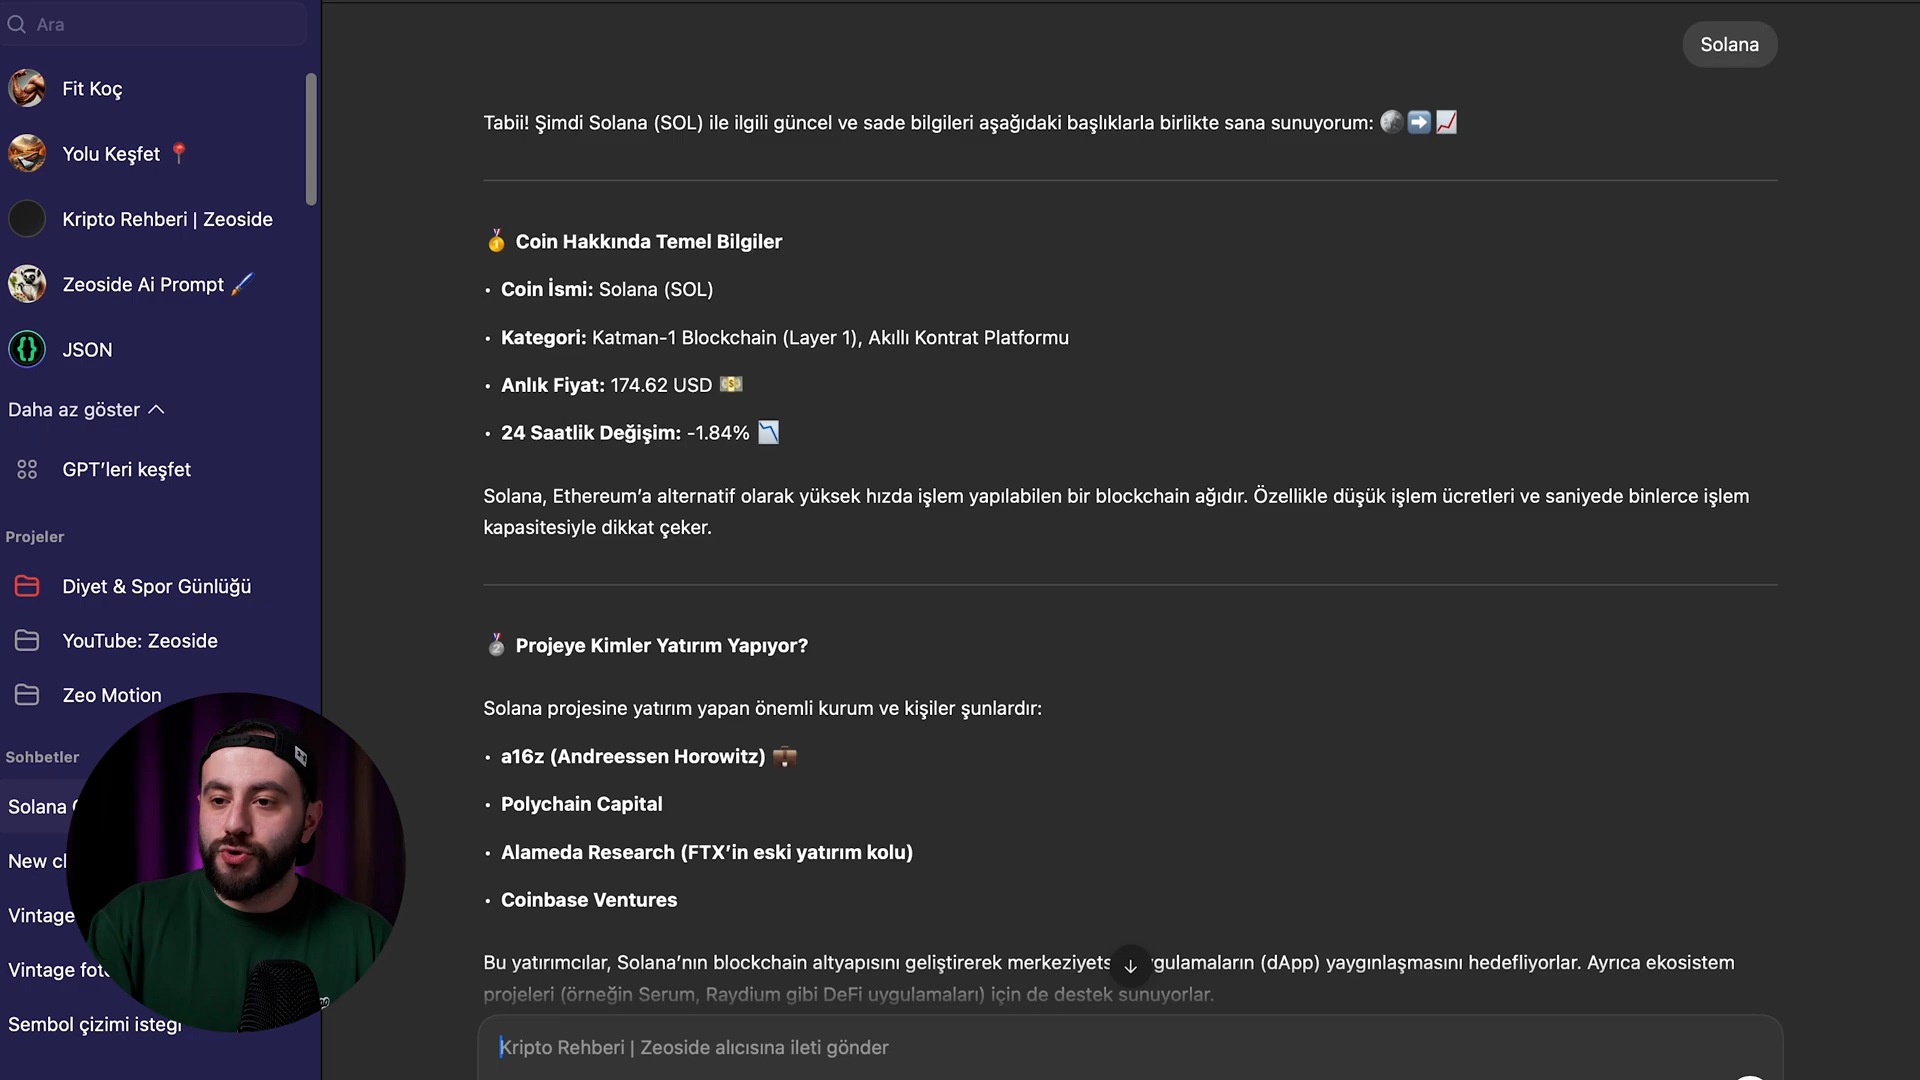 Ara
Fit Koç
Yolu Keşfet 📍
Kripto Rehberi | Zeoside
Zeoside Ai Prompt 🖌️
{} JSON
Daha az göster
GPT'leri keşfet
Projeler
Diyet & Spor Günlüğü
YouTube: Zeoside
Zeo Motion
Sohbetler
Solana
New
Vintage
Vintage
Sembol çizimi isteği
Solana
Tabii! Şimdi Solana (SOL) ile ilgili güncel ve sade bilgileri aşağıdaki başlıklarla birlikte sana sunuyorum: 🌕➡️📈
🥇 Coin Hakkında Temel Bilgiler
• Coin İsmi: Solana (SOL)
• Kategori: Katman-1 Blockchain (Layer 1), Akıllı Kontrat Platformu
• Anlık Fiyat: 174.62 USD 💵
• 24 Saatlik Değişim: -1.84% 📉
Solana, Ethereum'a alternatif olarak yüksek hızda işlem yapılabilen bir blockchain ağıdır. Özellikle düşük işlem ücretleri ve saniyede binlerce işlem
kapasitesiyle dikkat çeker.
🥈 Projeye Kimler Yatırım Yapıyor?
Solana projesine yatırım yapan önemli kurum ve kişiler şunlardır:
• a16z (Andreessen Horowitz) 💼
• Polychain Capital
• Alameda Research (FTX'in eski yatırım kolu)
• Coinbase Ventures
Bu yatırımcılar, Solana'nın blockchain altyapısını geliştirerek merkeziyets ygulamaların (dApp) yaygınlaşmasını hedefliyorlar. Ayrıca ekosistem
projeleri (örneğin Serum, Raydium gibi DeFi uygulamaları) için de destek sunuyorlar.
Kripto Rehberi | Zeoside alıcısına ileti gönder